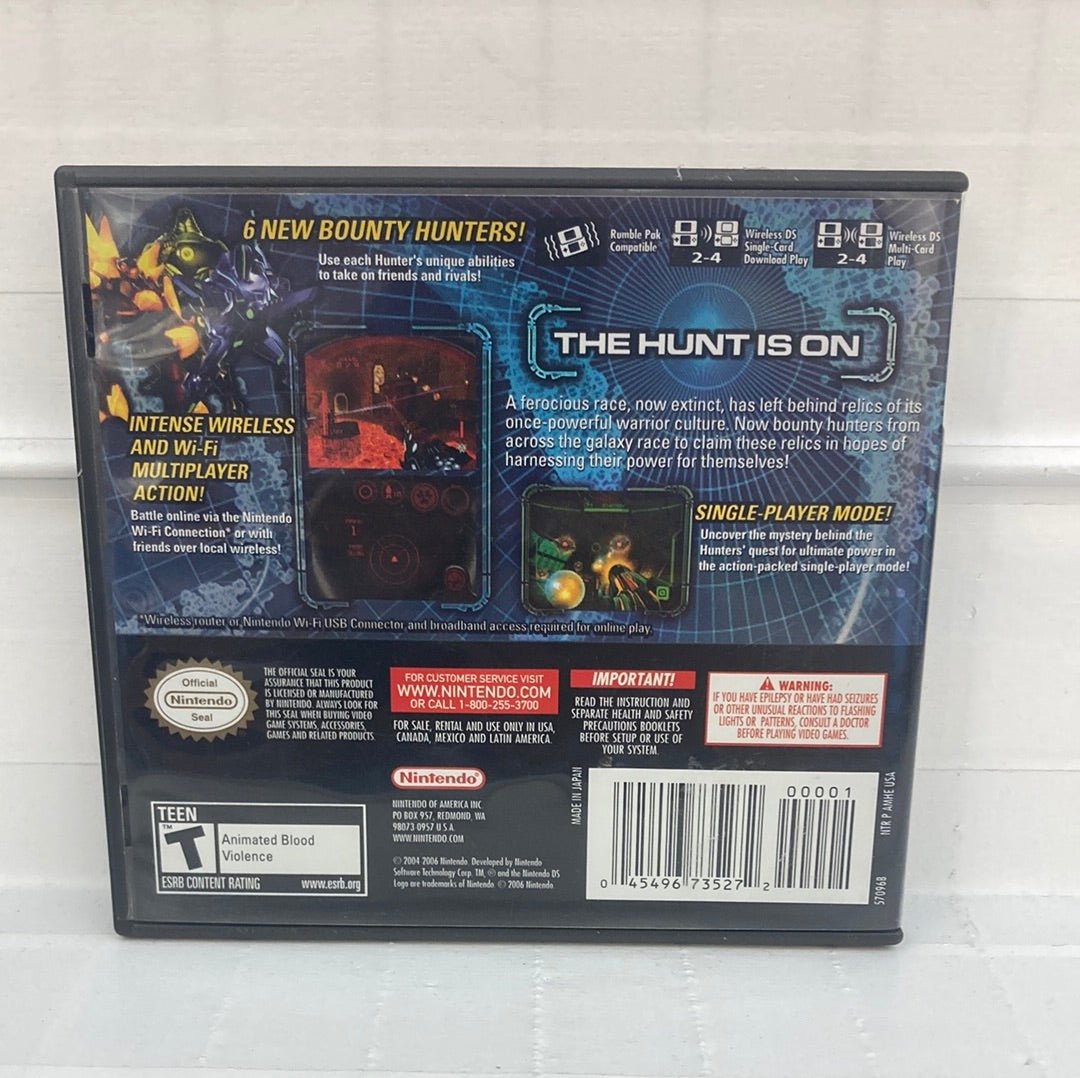 6 NEW BOUNTY HUNTERS!
Use each Hunter's unique abilities
to take on friends and rivals!
Rumble Pak
Compatible
2-4
Wireless DS
Single-Card
Download Play
2-4
Wireless DS
Multi-Card
Play
THE HUNT IS ON
A ferocious race, now extinct, has left behind relics of its
once-powerful warrior culture. Now bounty hunters from
across the galaxy race to claim these relics in hopes of
harnessing their power for themselves!
INTENSE WIRELESS
AND Wi-Fi
MULTIPLAYER
ACTION!
Battle online via the Nintendo
Wi-Fi Connection* or with
friends over local wireless!
SINGLE-PLAYER MODE!
Uncover the mystery behind the
Hunters' quest for ultimate power in
the action-packed single-player mode!
*Wireless router or Nintendo Wi-Fi USB Connector and broadband access required for online play.
Official
Nintendo
Seal
THE OFFICIAL SEAL IS YOUR
ASSURANCE THAT THIS PRODUCT
IS LICENSED OR MANUFACTURED
BY NINTENDO. ALWAYS LOOK FOR
THIS SEAL WHEN BUYING VIDEO
GAME SYSTEMS, ACCESSORIES,
GAMES AND RELATED PRODUCTS.
FOR CUSTOMER SERVICE VISIT
WWW.NINTENDO.COM
OR CALL 1-800-255-3700
FOR SALE, RENTAL AND USE ONLY IN USA,
CANADA, MEXICO AND LATIN AMERICA.
IMPORTANT!
READ THE INSTRUCTION AND
SEPARATE HEALTH AND SAFETY
PRECAUTIONS BOOKLETS
BEFORE SETUP OR USE OF
YOUR SYSTEM.
WARNING:
IF YOU HAVE EPILEPSY OR HAVE HAD SEIZURES
OR OTHER UNUSUAL REACTIONS TO FLASHING
LIGHTS OR PATTERNS, CONSULT A DOCTOR
BEFORE PLAYING VIDEO GAMES.
Nintendo®
NINTENDO OF AMERICA INC.
PO BOX 957, REDMOND, WA
98073 0957 U.S.A.
WWW.NINTENDO.COM
© 2004 2006 Nintendo. Developed by Nintendo
Software Technology Corp. TM, ® and the Nintendo DS
Logo are trademarks of Nintendo. © 2006 Nintendo.
TEEN
TM
T
Animated Blood
Violence
ESRB CONTENT RATING www.esrb.org
MADE IN JAPAN
00001
0 45496 73527 2
NTR P AMHE USA
57096B